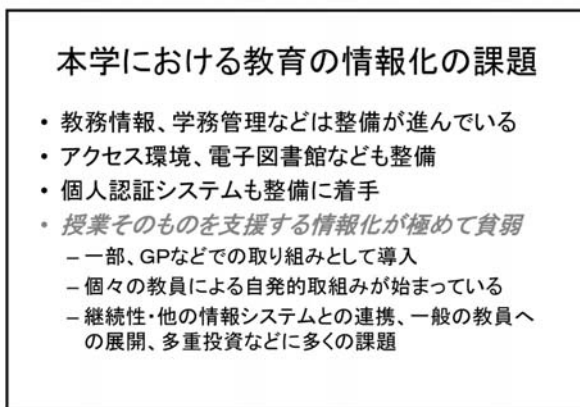 本学における教育の情報化の課題
• 教務情報、学務管理などは整備が進んでいる
• アクセス環境、電子図書館なども整備
• 個人認証システムも整備に着手
• 授業そのものを支援する情報化が極めて貧弱
– 一部、GPなどでの取り組みとして導入
– 個々の教員による自発的取組みが始まっている
– 継続性・他の情報システムとの連携、一般の教員へ
の展開、多重投資などに多くの課題